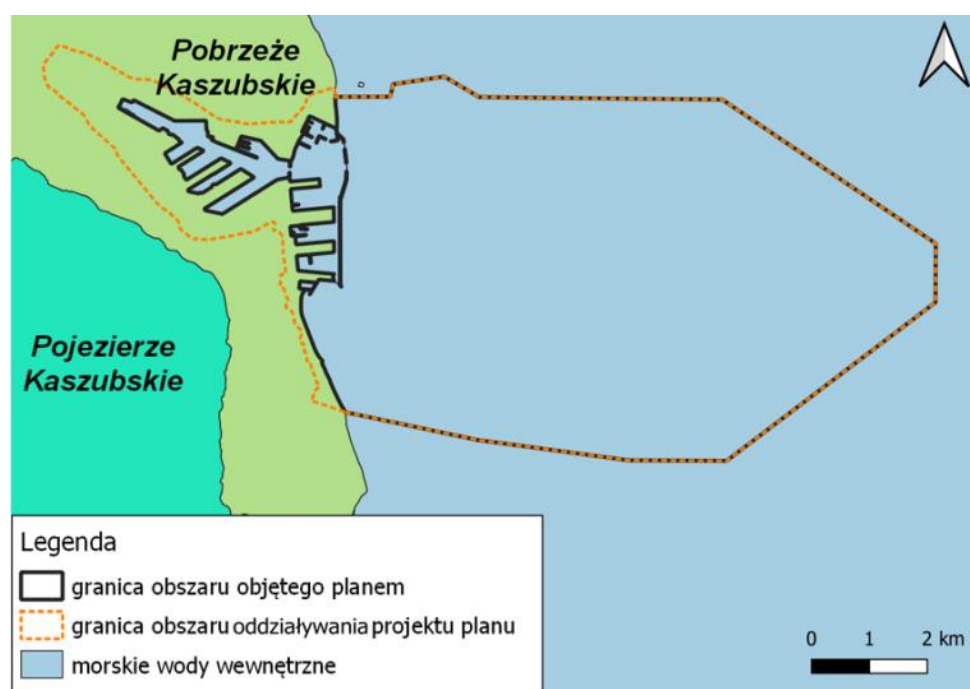 Pobrzeże
Kaszubskie
Pojezierze
Kaszubskie
Legenda
granica obszaru objętego planem
granica obszaru oddziaływania projektu planu
morskie wody wewnętrzne
0 1 2 km